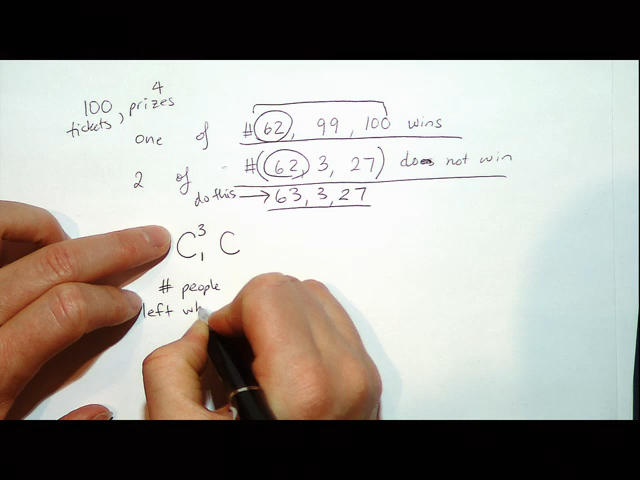 100 tickets, 4 prizes
one of #62, 99, 100 wins
2 of #(62, 3, 27) does not win
do this → 63, 3, 27
C³₁ C
# people
left wh